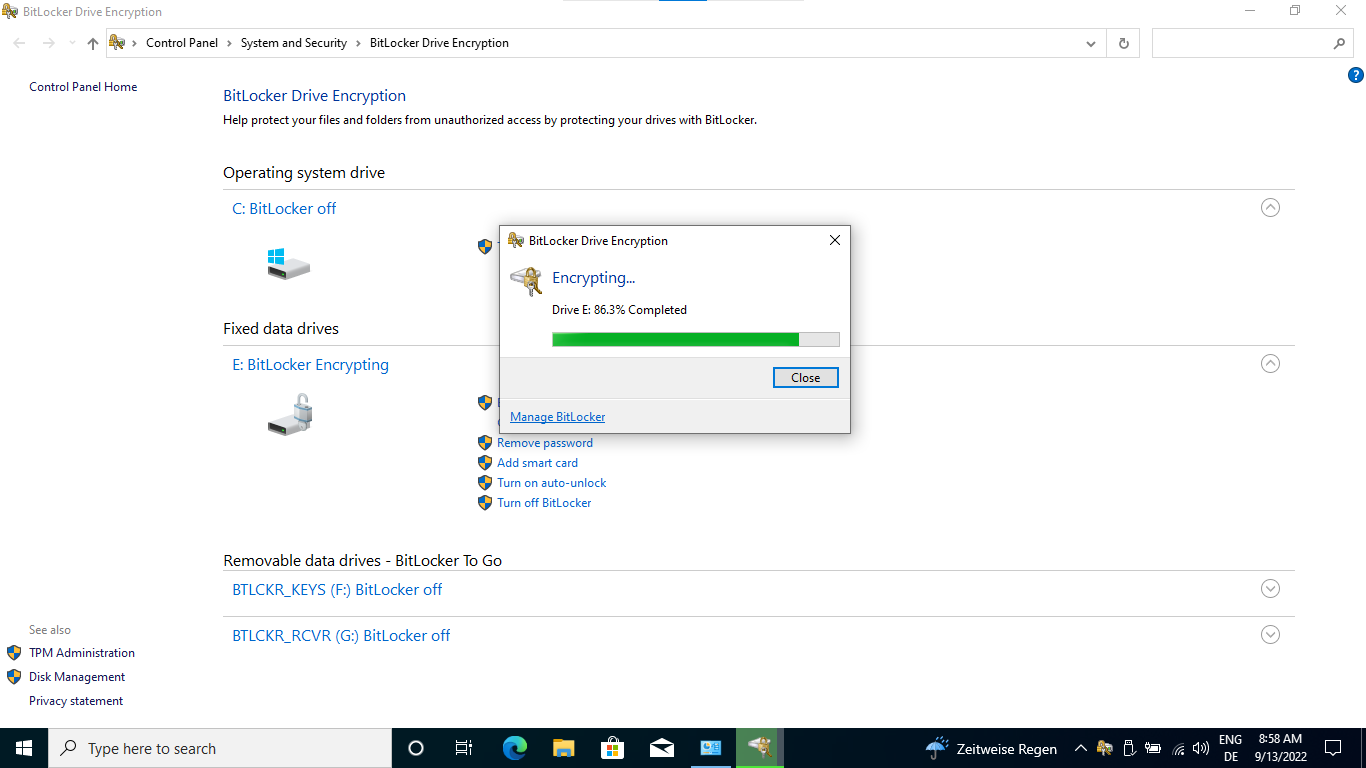 BitLocker Drive Encryption
Control Panel
System and Security
BitLocker Drive Encryption
Control Panel Home
BitLocker Drive Encryption
Help protect your files and folders from unauthorized access by protecting your drives with BitLocker.
Operating system drive
C: BitLocker off
BitLocker Drive Encryption
Encrypting...
Drive E: 86.3% Completed
Close
Manage BitLocker
Fixed data drives
E: BitLocker Encrypting
Remove password
Add smart card
Turn on auto-unlock
Turn off BitLocker
Removable data drives - BitLocker To Go
BTLCKR_KEYS (F:) BitLocker off
BTLCKR_RCVR (G:) BitLocker off
See also
TPM Administration
Disk Management
Privacy statement
Type here to search
Zeitweise Regen
ENG
DE
8:58 AM
9/13/2022